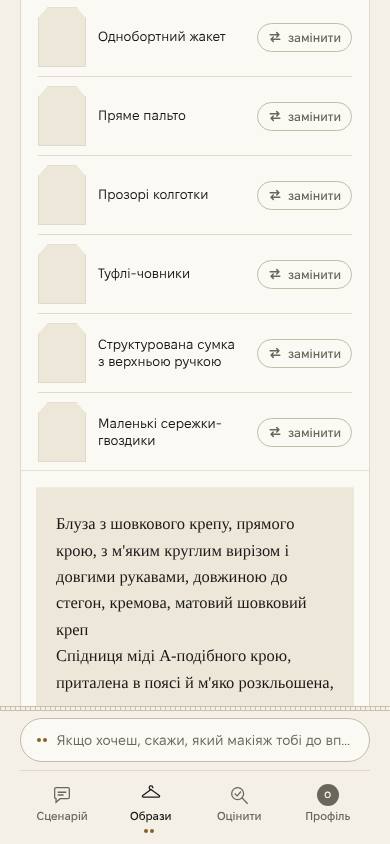 Однобортний жакет
замінити
Пряме пальто
замінити
Прозорі колготки
замінити
Туфлі-човники
замінити
Структурована сумка
з верхньою ручкою
замінити
Маленькі сережки-
гвоздики
замінити
Блуза з шовкового крепу, прямого
крою, з м'яким круглим вирізом і
довгими рукавами, довжиною до
стегон, кремова, матовий шовковий
креп
Спідниця міді А-подібного крою,
приталена в поясі й м'яко розкльошена,
Якщо хочеш, скажи, який макіяж тобі до вп...
Сценарій
Образи
Оцінити
О
Профіль